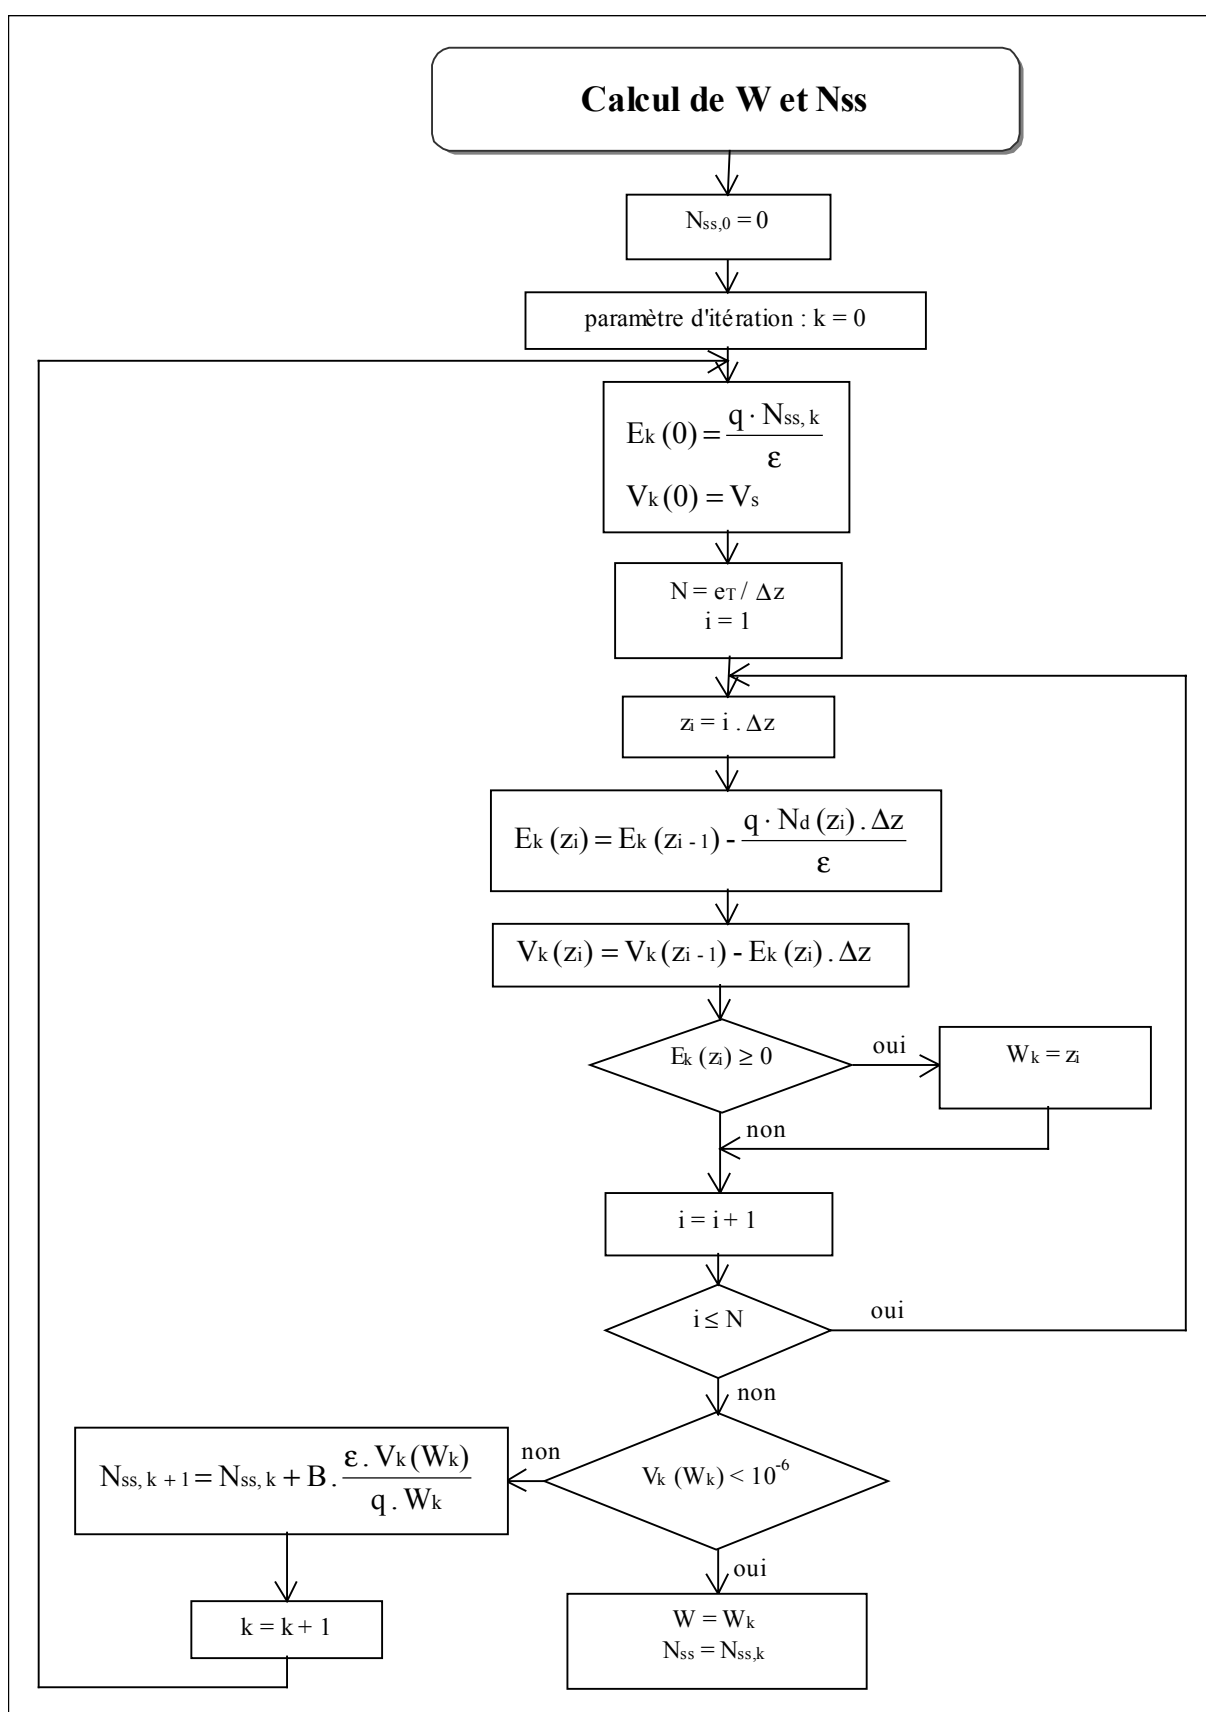 Calcul de W et Nss
Nss,0 = 0
paramètre d'itération : k = 0
Ek (0) = q · Nss, k / ε
Vk (0) = Vs
N = eT / Δz
i = 1
zi = i . Δz
Ek (zi) = Ek (zi - 1) - q · Nd (zi) . Δz / ε
Vk (zi) = Vk (zi - 1) - Ek (zi) . Δz
Ek (zi) ≥ 0
oui
Wk = zi
non
i = i + 1
i ≤ N
oui
non
Vk (Wk) < 10^-6
non
Nss, k + 1 = Nss, k + B . ε . Vk (Wk) / q . Wk
k = k + 1
oui
W = Wk
Nss = Nss,k